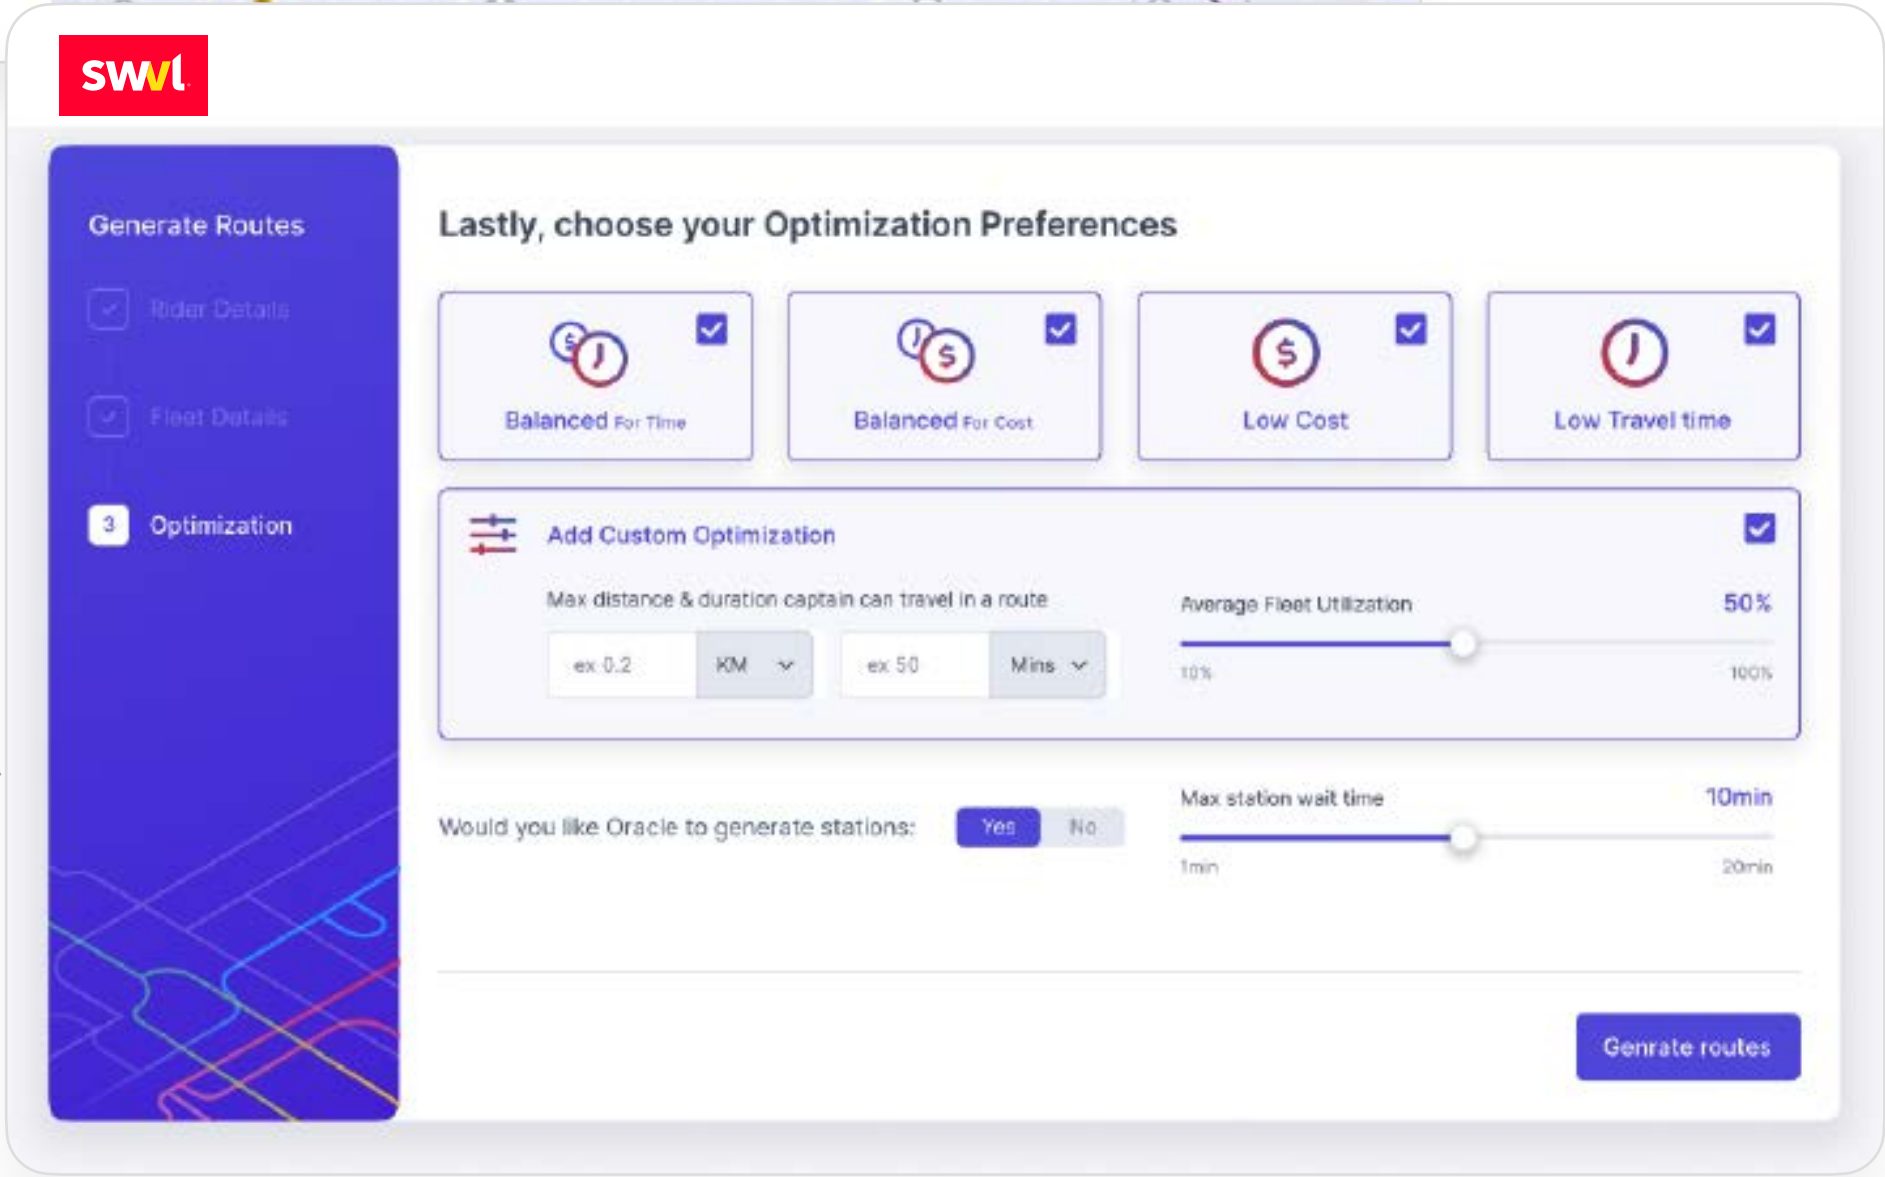 swvl
Generate Routes
Rider Details
Fleet Details
3 Optimization
Lastly, choose your Optimization Preferences
Balanced For Time
Balanced For Cost
Low Cost
Low Travel time
Add Custom Optimization
Max distance & duration captain can travel in a route
ex 0.2 KM
ex 50 Mins
Average Fleet Utilization 50%
10% 100%
Would you like Oracle to generate stations: Yes No
Max station wait time 10min
1min 20min
Genrate routes